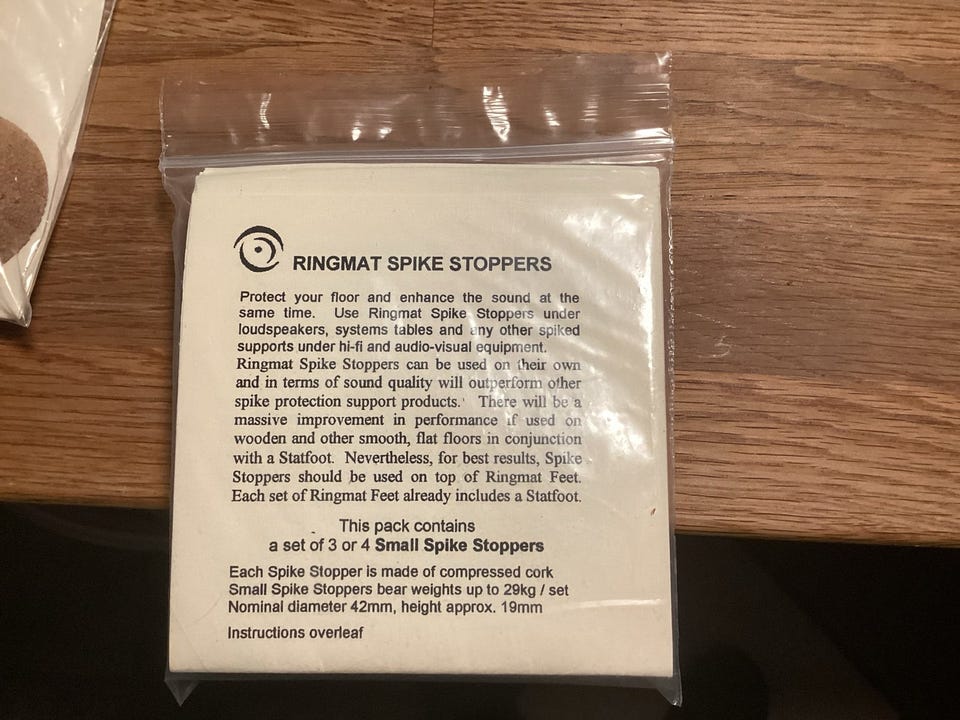 RINGMAT SPIKE STOPPERS
Protect your floor and enhance the sound at the
same time. Use Ringmat Spike Stoppers under
loudspeakers, systems tables and any other spiked
supports under hi-fi and audio-visual equipment.
Ringmat Spike Stoppers can be used on their own
and in terms of sound quality will outperform other
spike protection support products. There will be a
massive improvement in performance if used on
wooden and other smooth, flat floors in conjunction
with a Statfoot. Nevertheless, for best results, Spike
Stoppers should be used on top of Ringmat Feet.
Each set of Ringmat Feet already includes a Statfoot.
This pack contains
a set of 3 or 4 Small Spike Stoppers
Each Spike Stopper is made of compressed cork
Small Spike Stoppers bear weights up to 29kg / set
Nominal diameter 42mm, height approx. 19mm
Instructions overleaf